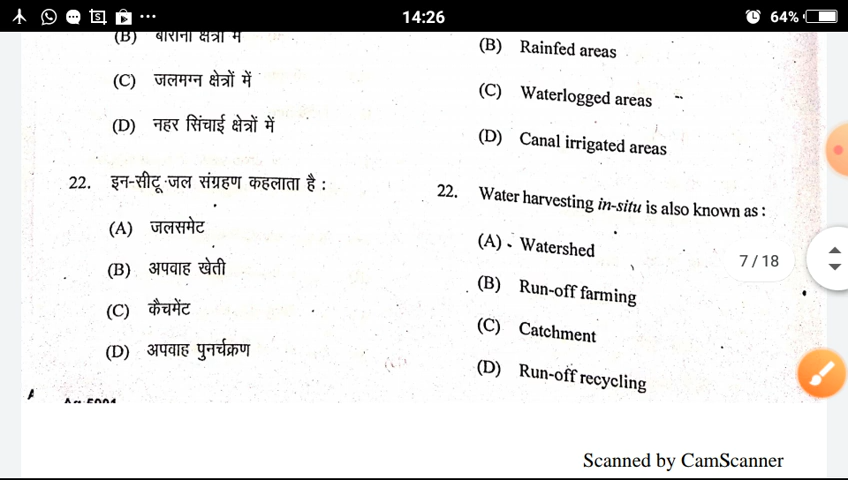 14:26
64%
(B) बारानी क्षेत्रों में
(C) जलमग्न क्षेत्रों में
(D) नहर सिंचाई क्षेत्रों में
22. इन-सीटू जल संग्रहण कहलाता है :
(A) जलसमेट
(B) अपवाह खेती
(C) कैचमेंट
(D) अपवाह पुनर्चक्रण
(B) Rainfed areas
(C) Waterlogged areas
(D) Canal irrigated areas
22. Water harvesting in-situ is also known as :
(A) Watershed
(B) Run-off farming
(C) Catchment
(D) Run-off recycling
7 / 18
Scanned by CamScanner